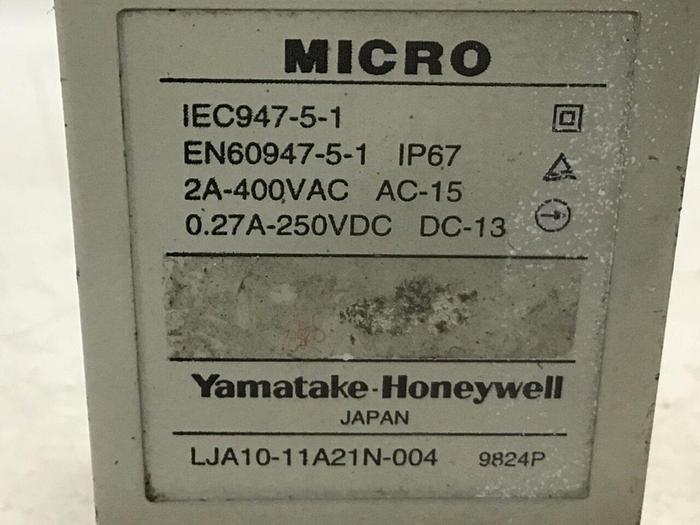 MICRO
IEC947-5-1
EN60947-5-1 IP67
2A-400VAC AC-15
0.27A-250VDC DC-13
Yamatake-Honeywell
JAPAN
LJA10-11A21N-004 9824P